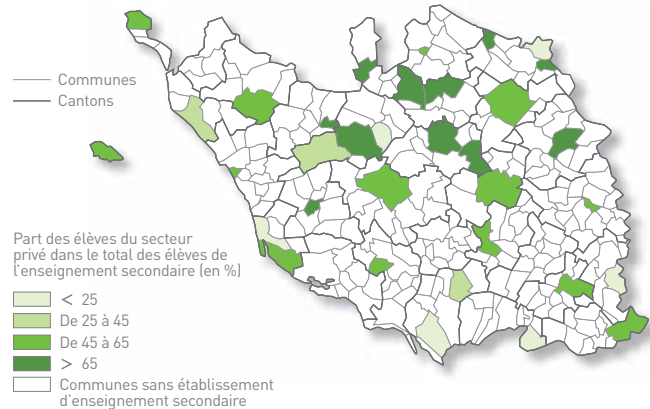 Communes
Cantons
Part des élèves du secteur
privé dans le total des élèves de
l'enseignement secondaire (en %)
< 25
De 25 à 45
De 45 à 65
> 65
Communes sans établissement
d'enseignement secondaire